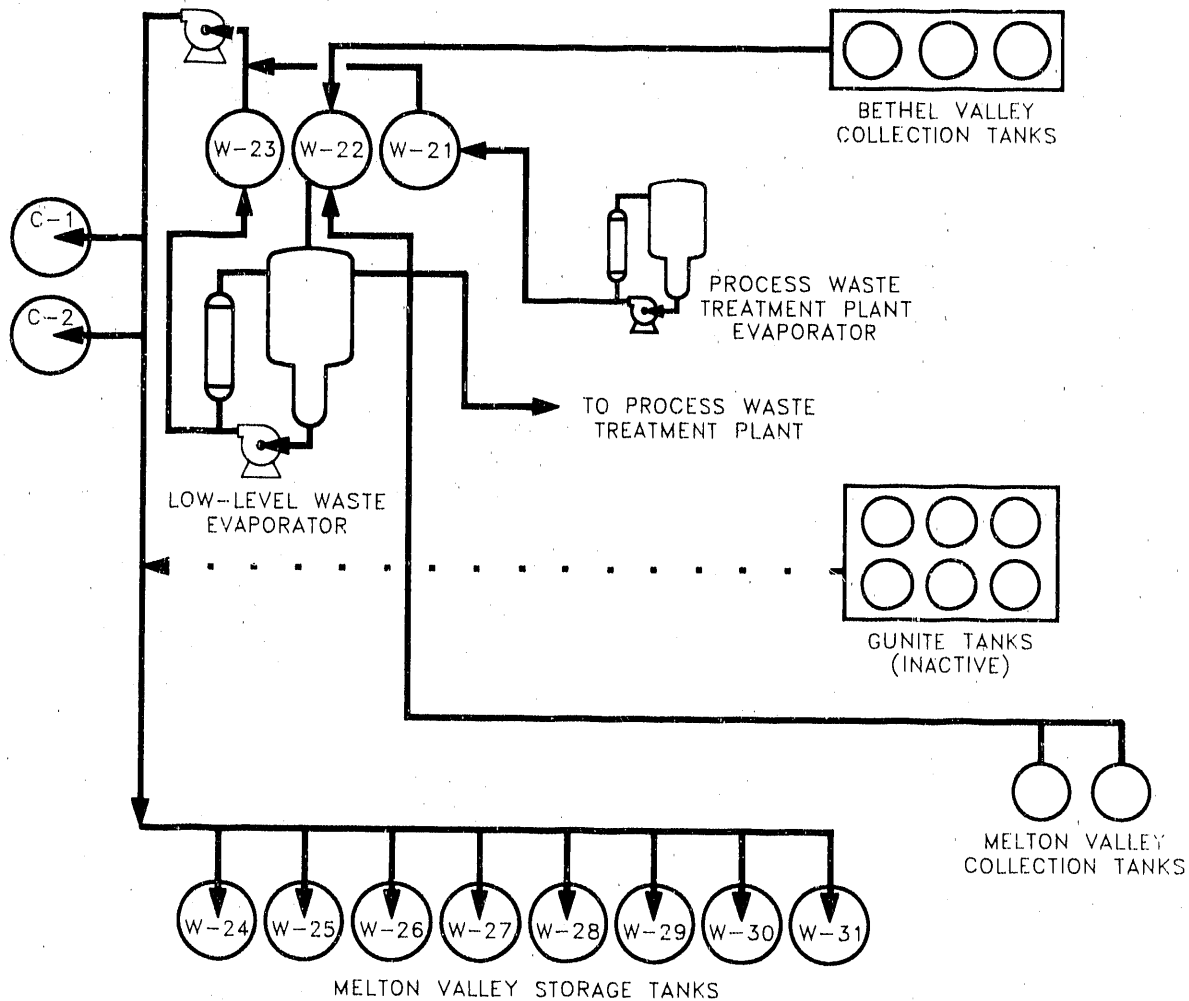 BETHEL VALLEY
COLLECTION TANKS
W-23
W-22
W-21
C-1
C-2
PROCESS WASTE
TREATMENT PLANT
EVAPORATOR
TO PROCESS WASTE
TREATMENT PLANT
LOW-LEVEL WASTE
EVAPORATOR
GUNITE TANKS
(INACTIVE)
MELTON VALLEY
COLLECTION TANKS
W-24
W-25
W-26
W-27
W-28
W-29
W-30
W-31
MELTON VALLEY STORAGE TANKS